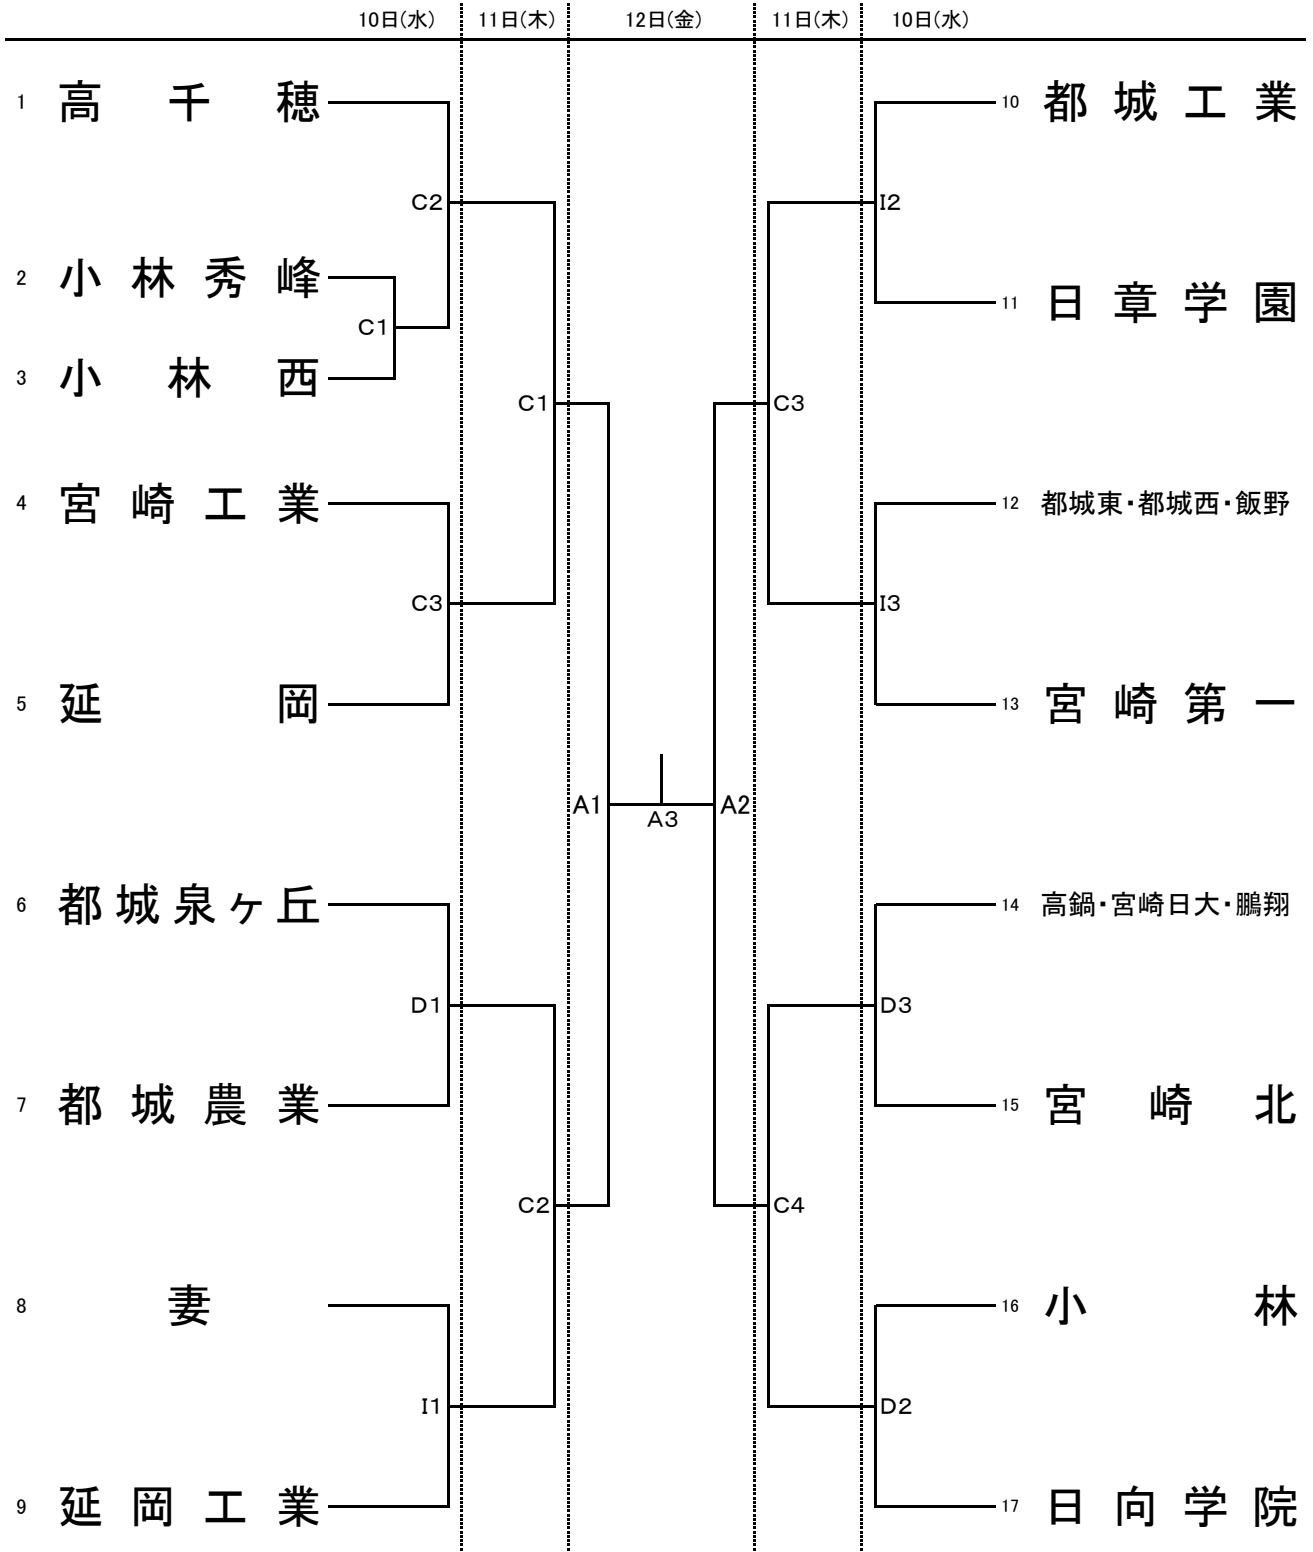 10日(水) 11日(木) 12日(金) 11日(木) 10日(水)
1 高千穂 10 都城工業
C2 I2
2 小林秀峰
11 日章学園
C1
3 小林西
C1 C3
4 宮崎工業 12 都城東・都城西・飯野
C3 I3
5 延岡 13 宮崎第一
A1 A3 A2
6 都城泉ヶ丘 14 高鍋・宮崎日大・鵬翔
D1 D3
7 都城農業 15 宮崎北
C2 C4
8 妻 16 小林
I1 D2
9 延岡工業 17 日向学院